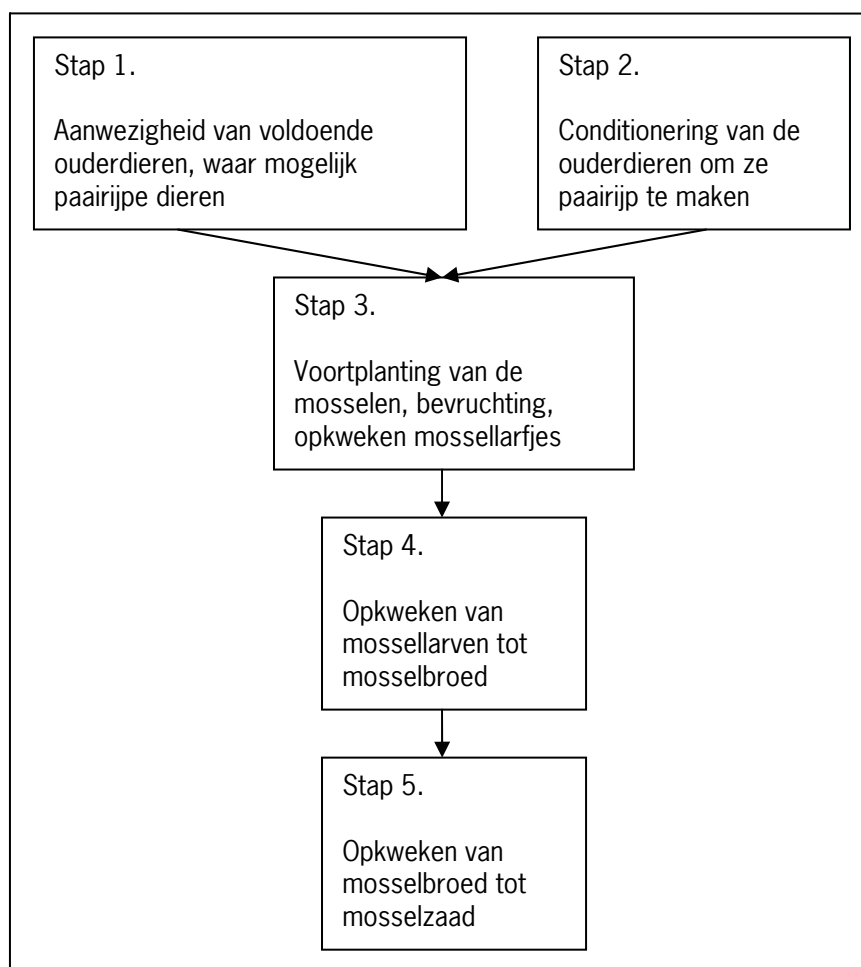 Stap 1.
Aanwezigheid van voldoende
ouderdieren, waar mogelijk
paairijpe dieren
Stap 2.
Conditionering van de
ouderdieren om ze
paairijp te maken
Stap 3.
Voortplanting van de
mosselen, bevruchting,
opkweken mossellarfjes
Stap 4.
Opkweken van
mossellarven tot
mosselbroed
Stap 5.
Opkweken van
mosselbroed tot
mosselzaad